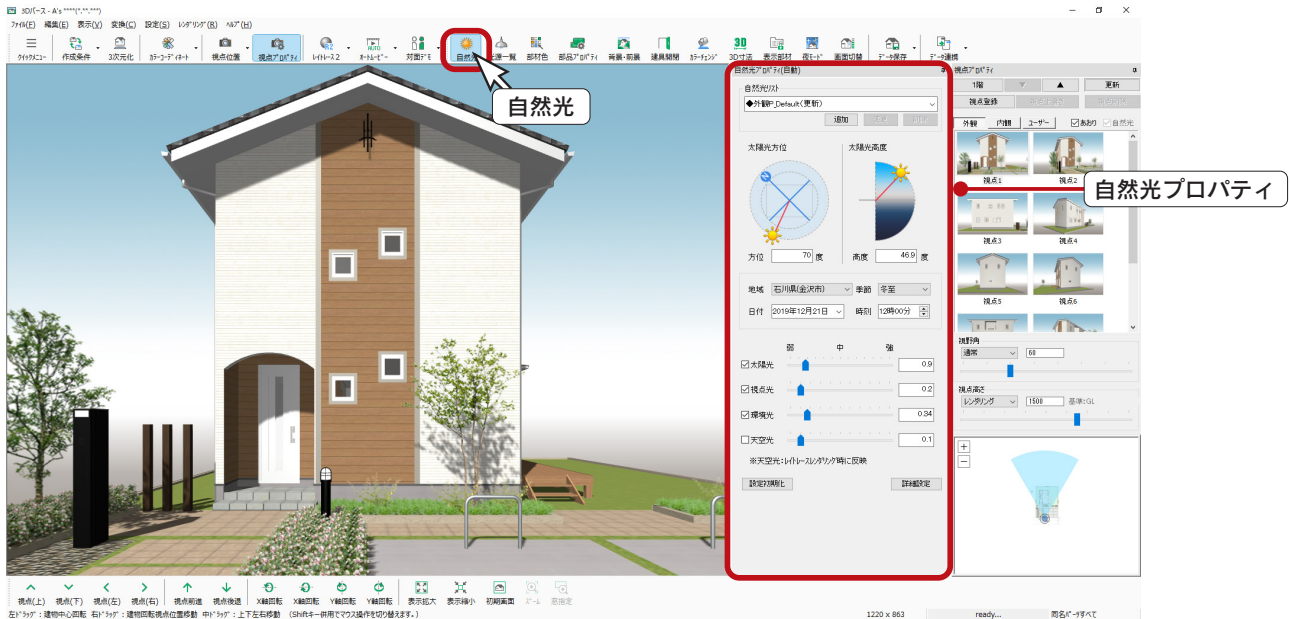 3Dパース - A's ****(*.**.***)
ファイル(F) 編集(E) 表示(V) 変換(C) 設定(S) レンダリング(R) ヘルプ(H)
クイックメニュー 作成条件 3次元化 カラーコーディネート 視点位置 視点プロパティ レイトレース2 オートムービー 対面デモ 自然光 光源一覧 部材色 部品プロパティ 背景・前景 建具開閉 カラーチェンジ 3D寸法 表示部材 夜モード 画面切替 データ保存 データ連携
自然光
自然光プロパティ(自動)
自然光リスト
◆外観P_Default(更新)
追加
太陽光方位 太陽光高度
方位 70 度 高度 46.9 度
地域 石川県(金沢市) 季節 冬至
日付 2019年12月21日 時刻 12時00分
弱 中 強
太陽光 0.9
視点光 0.2
環境光 0.34
天空光 0.1
※天空光:レイトレースレンダリング時に反映
設定初期化 詳細設定
視点プロパティ
1階 ▼ ▲ 更新
視点登録
外観 内観 ユーザー あおり 自然光
視点1 視点2
自然光プロパティ
視点3 視点4
視点5 視点6
視野角
通常 60
視点高さ
レンダリング 1500 基準:GL
+
-
視点(上) 視点(下) 視点(左) 視点(右) 視点前進 視点後退 X軸回転 X軸回転 Y軸回転 Y軸回転 表示拡大 表示縮小 初期画面 ズーム 窓指定
左ドラッグ:建物中心回転 右ドラッグ:建物回転視点位置移動 中ドラッグ:上下左右移動 (Shiftキー併用でマウス操作を切り替えます。)
1220 x 863 ready... 同名パーツすべて